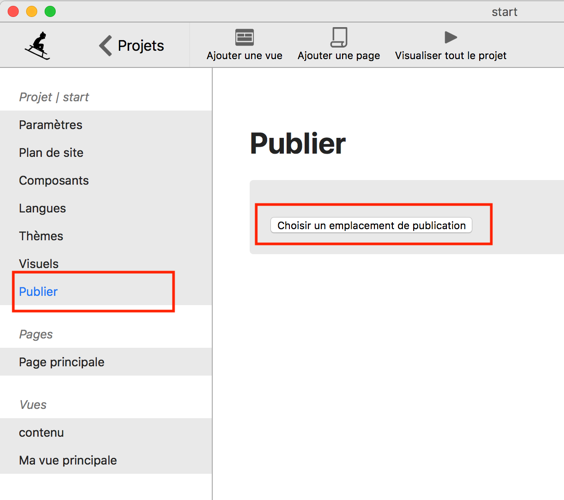 start
Projets
Ajouter une vue
Ajouter une page
Visualiser tout le projet
Projet | start
Paramètres
Plan de site
Composants
Langues
Thèmes
Visuels
Publier
Pages
Page principale
Vues
contenu
Ma vue principale
Publier
Choisir un emplacement de publication